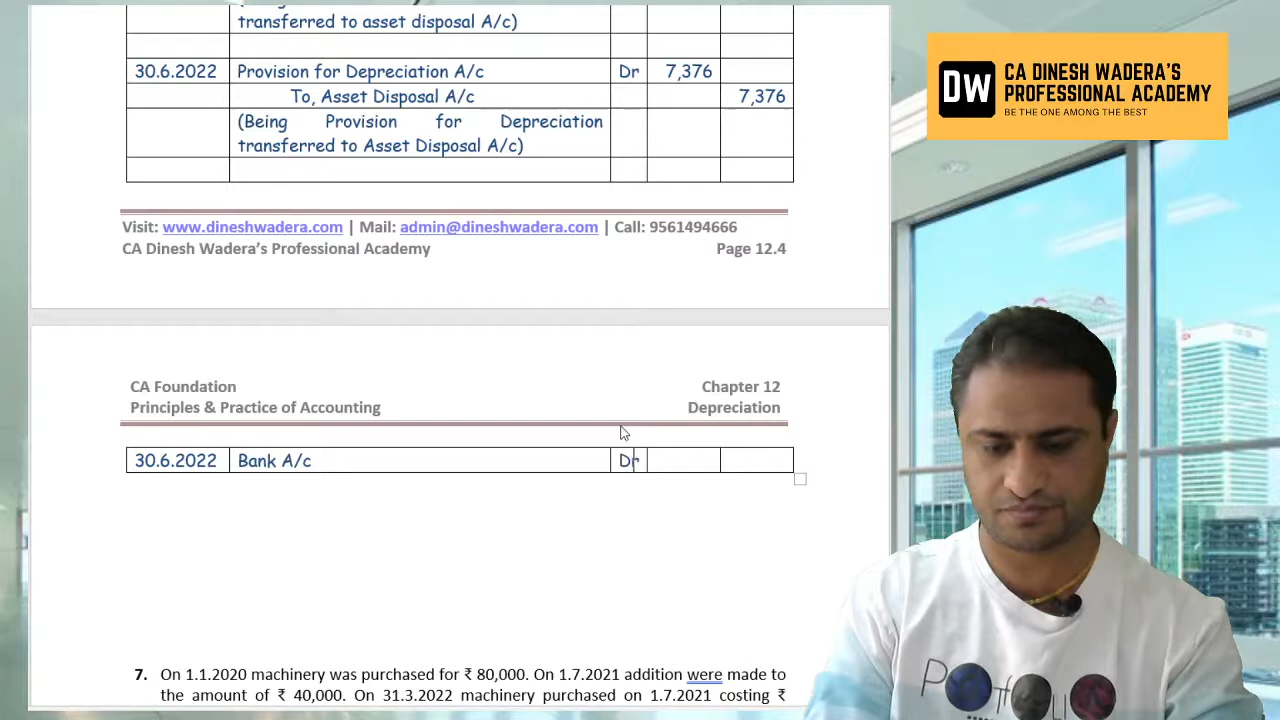 transferred to asset disposal A/c)
30.6.2022 Provision for Depreciation A/c Dr 7,376
To, Asset Disposal A/c 7,376
(Being Provision for Depreciation
transferred to Asset Disposal A/c)
Visit: www.dineshwadera.com | Mail: admin@dineshwadera.com | Call: 9561494666
CA Dinesh Wadera’s Professional Academy Page 12.4
CA Foundation Chapter 12
Principles & Practice of Accounting Depreciation
30.6.2022 Bank A/c Dr
7. On 1.1.2020 machinery was purchased for ₹ 80,000. On 1.7.2021 addition were made to
the amount of ₹ 40,000. On 31.3.2022 machinery purchased on 1.7.2021 costing ₹
DW
CA DINESH WADERA'S
PROFESSIONAL ACADEMY
BE THE ONE AMONG THE BEST